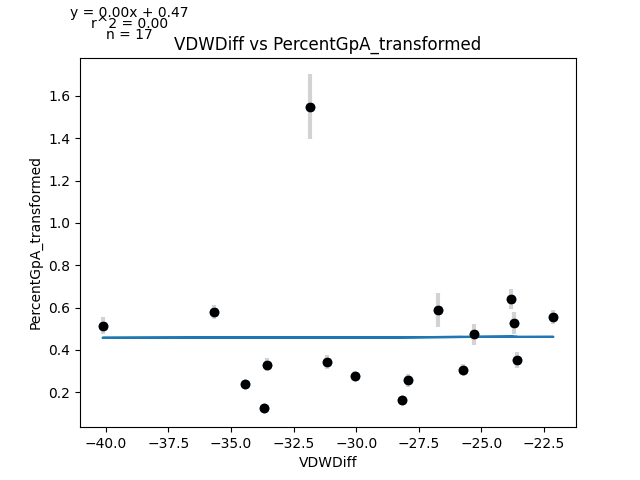 y = 0.00x + 0.47
r^2 = 0.00
n = 17
VDWDiff vs PercentGpA_transformed
PercentGpA_transformed
1.6
1.4
1.2
1.0
0.8
0.6
0.4
0.2
−40.0 −37.5 −35.0 −32.5 −30.0 −27.5 −25.0 −22.5
VDWDiff